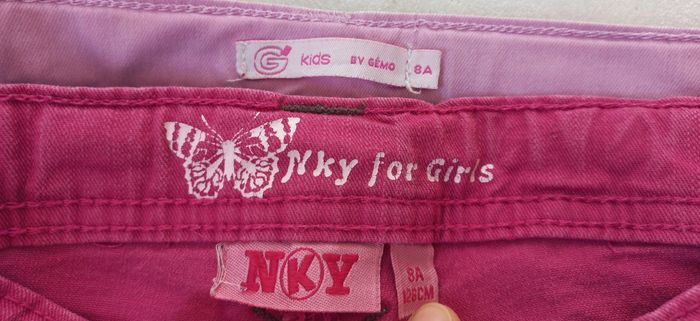 G kids BY GÉMO 8A
Nky for Girls
NKY
8A
126CM